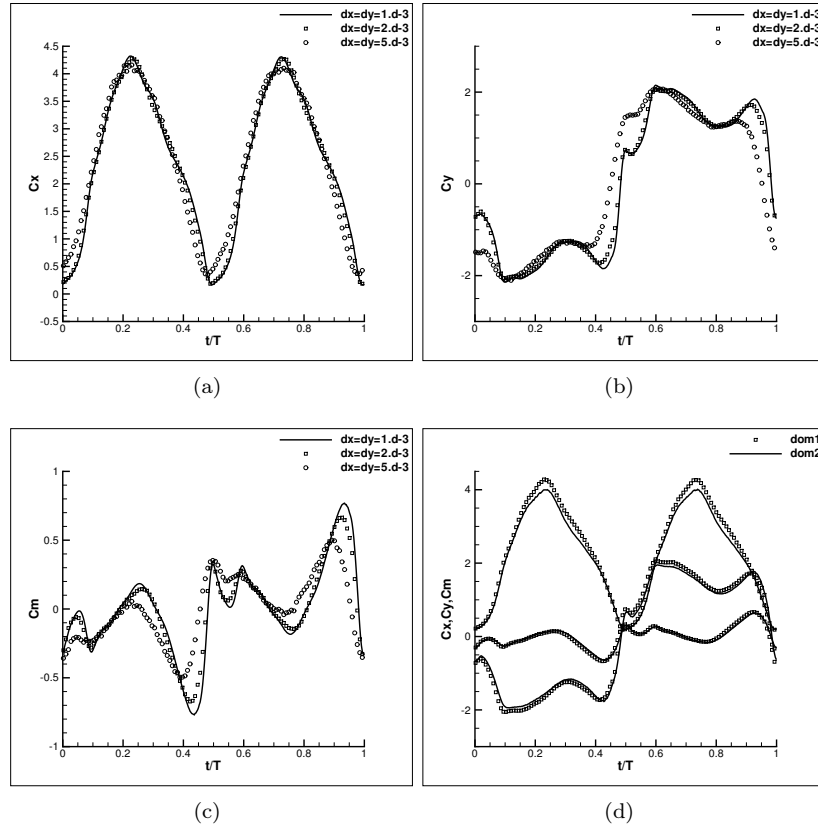 dx=dy=1.d-3
dx=dy=2.d-3
dx=dy=5.d-3
Cx
4.5
4
3.5
3
2.5
2
1.5
1
0.5
0
-0.5
0
0.2
0.4
0.6
0.8
1
t/T
(a)
dx=dy=1.d-3
dx=dy=2.d-3
dx=dy=5.d-3
Cy
2
0
-2
0
0.2
0.4
0.6
0.8
1
t/T
(b)
dx=dy=1.d-3
dx=dy=2.d-3
dx=dy=5.d-3
Cm
1
0.5
0
-0.5
-1
0
0.2
0.4
0.6
0.8
1
t/T
(c)
dom1
dom2
Cx,Cy,Cm
4
2
0
-2
0
0.2
0.4
0.6
0.8
1
t/T
(d)